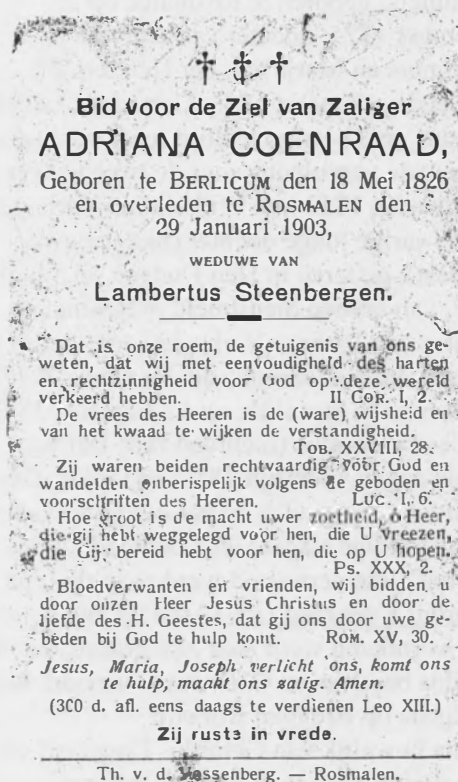 † † †
Bid voor de Ziel van Zaliger
ADRIANA COENRAAD,
Geboren te BERLICUM den 18 Mei 1826
en overleden te ROSMALEN den
29 Januari 1903,
WEDUWE VAN
Lambertus Steenbergen.
Dat is onze roem, de getuigenis van ons ge-
weten, dat wij met eenvoudigheid des harten
en rechtzinnigheid voor God op deze wereld
verkeerd hebben. II COR. I, 2.
De vrees des Heeren is de (ware) wijsheid en
van het kwaad te wijken de verstandigheid.
TOB. XXVIII, 28.
Zij waren beiden rechtvaardig voor God en
wandelden onberispelijk volgens de geboden en
voorschriften des Heeren. LUC. I, 6.
Hoe groot is de macht uwer zoetheid, ô Heer,
die gij hebt weggelegd voor hen, die U vreezen,
die Gij bereid hebt voor hen, die op U hopen.
Ps. XXX, 2.
Bloedverwanten en vrienden, wij bidden u
door onzen Heer Jesus Christus en door de
liefde des H. Geestes, dat gij ons door uwe ge-
beden bij God te hulp komt. ROM. XV, 30.
Jesus, Maria, Joseph verlicht ons, komt ons
te hulp, maakt ons zalig. Amen.
(300 d. afl. eens daags te verdienen Leo XIII.)
Zij ruste in vrede.
Th. v. d. — Rosmalen.